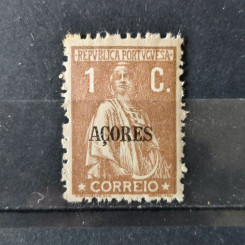 REPUBLICA PORTUGUESA
1 C.
AÇORES
CORREIO